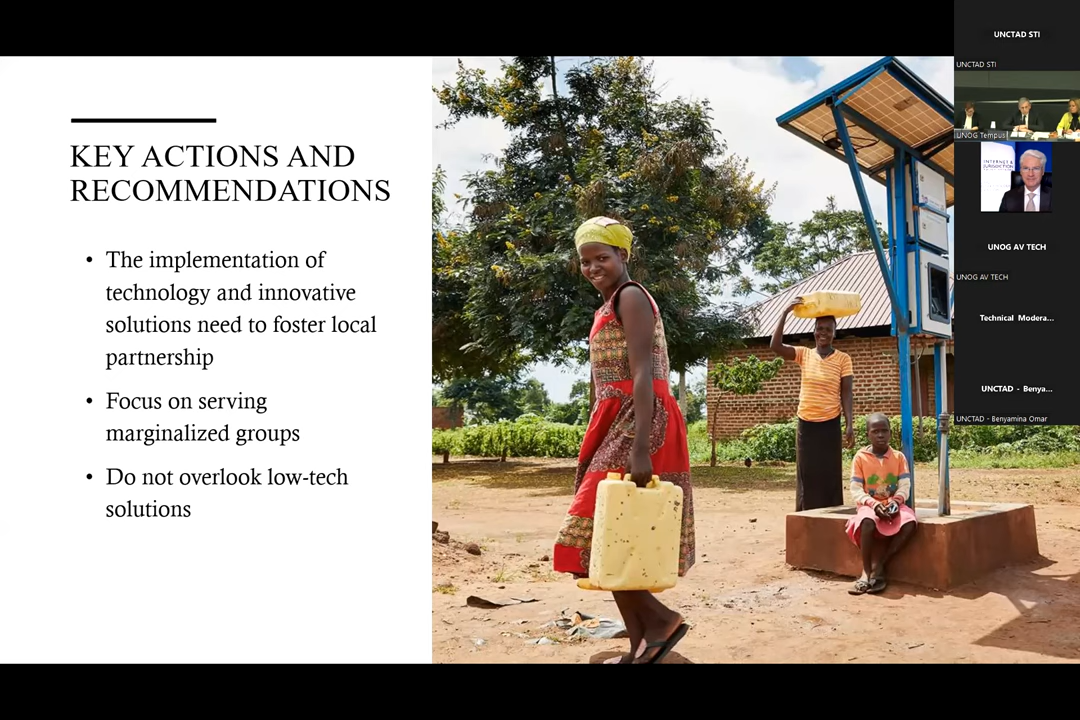 KEY ACTIONS AND
RECOMMENDATIONS
• The implementation of
technology and innovative
solutions need to foster local
partnership
• Focus on serving
marginalized groups
• Do not overlook low-tech
solutions
UNCTAD STI
UNCTAD STI
UNOG Tempus
INTERNET &
JURISDICTION
UNOG AV TECH
UNOG AV TECH
Technical Modera...
UNCTAD - Benya...
UNCTAD - Benyamina Omar